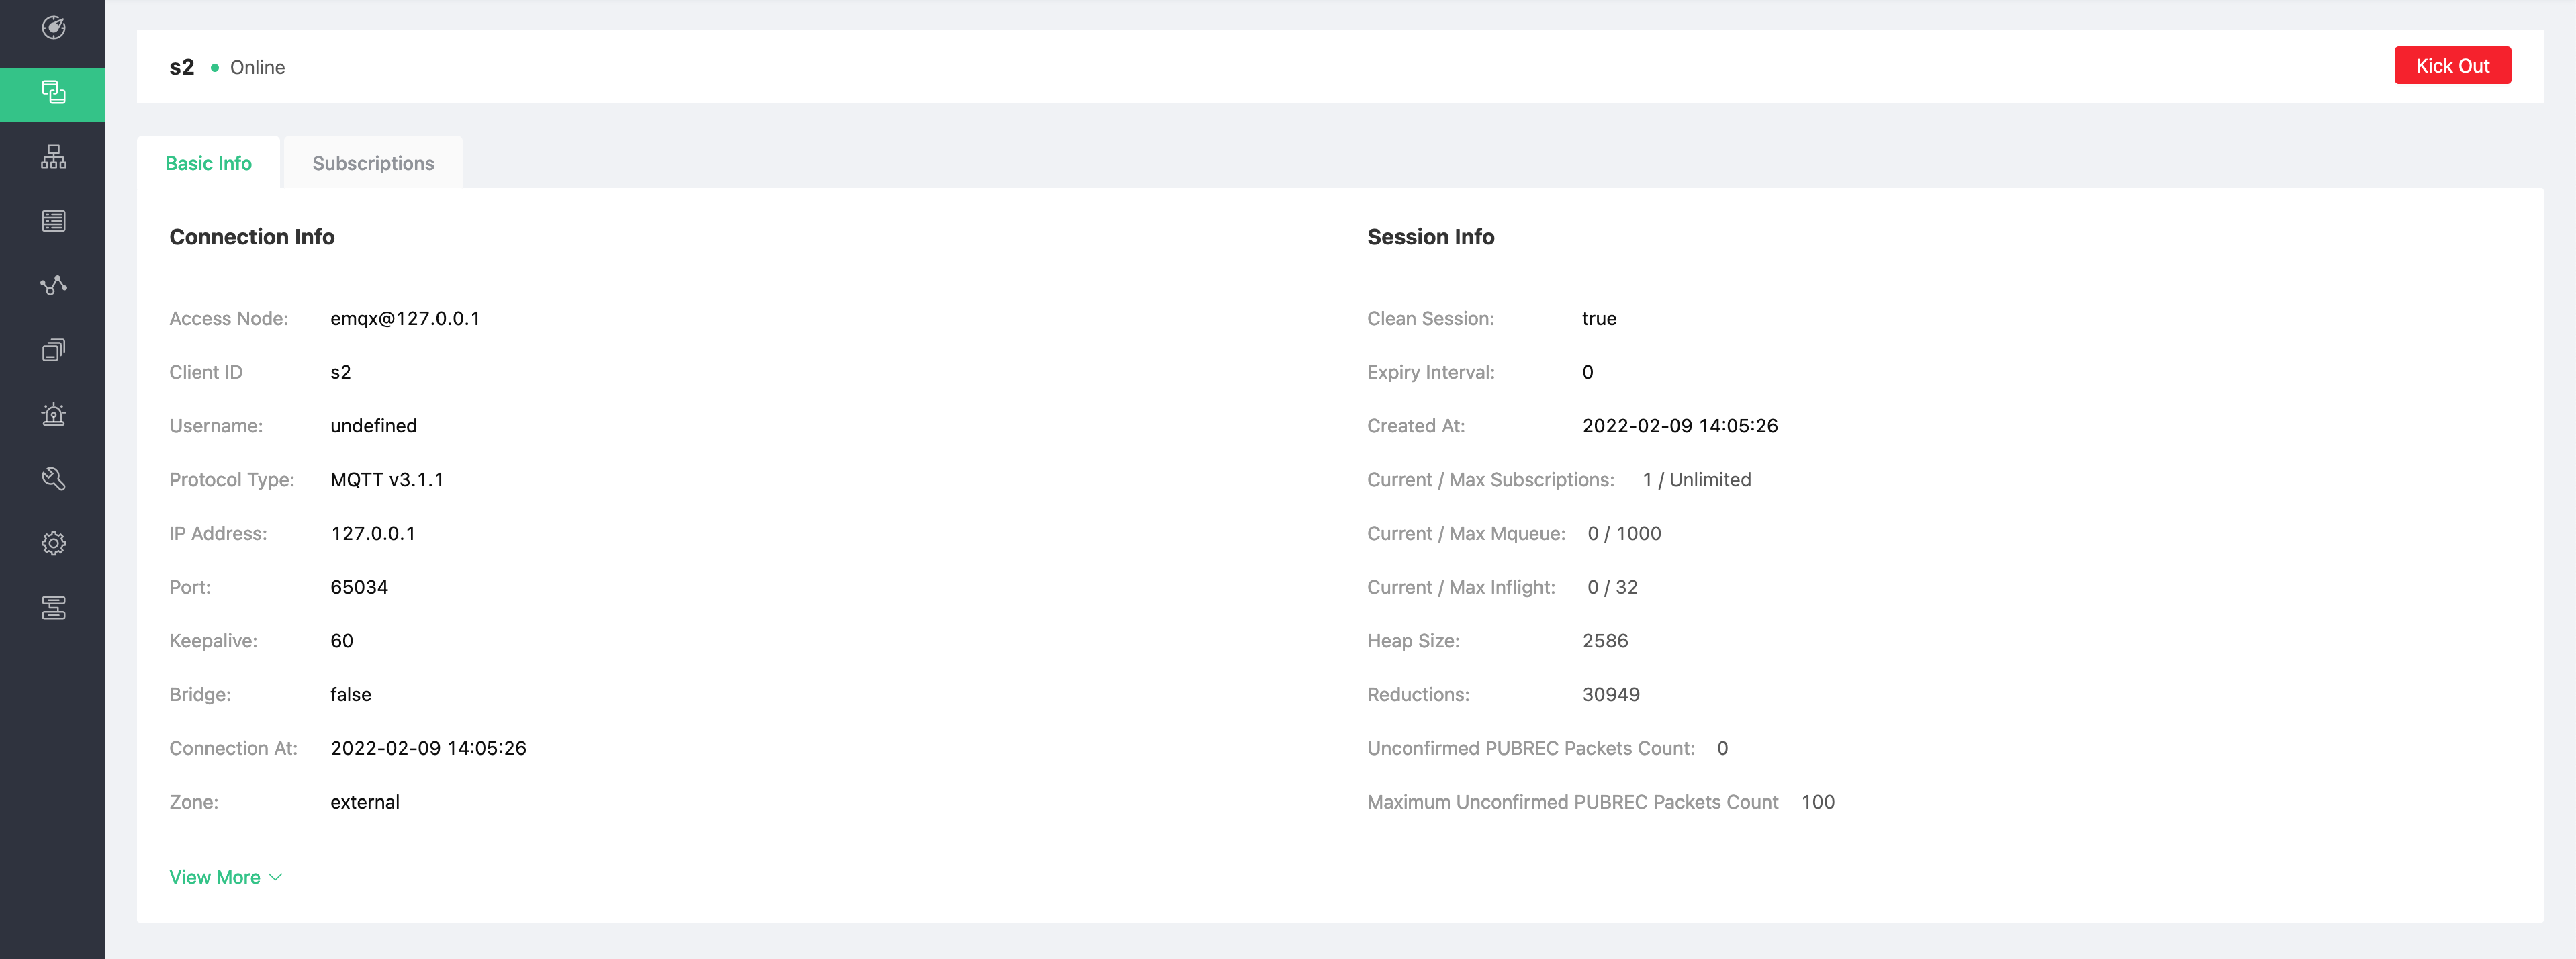 s2 Online
Kick Out
Basic Info
Subscriptions
Connection Info
Access Node: emqx@127.0.0.1
Client ID s2
Username: undefined
Protocol Type: MQTT v3.1.1
IP Address: 127.0.0.1
Port: 65034
Keepalive: 60
Bridge: false
Connection At: 2022-02-09 14:05:26
Zone: external
View More
Session Info
Clean Session: true
Expiry Interval: 0
Created At: 2022-02-09 14:05:26
Current / Max Subscriptions: 1 / Unlimited
Current / Max Mqueue: 0 / 1000
Current / Max Inflight: 0 / 32
Heap Size: 2586
Reductions: 30949
Unconfirmed PUBREC Packets Count: 0
Maximum Unconfirmed PUBREC Packets Count 100